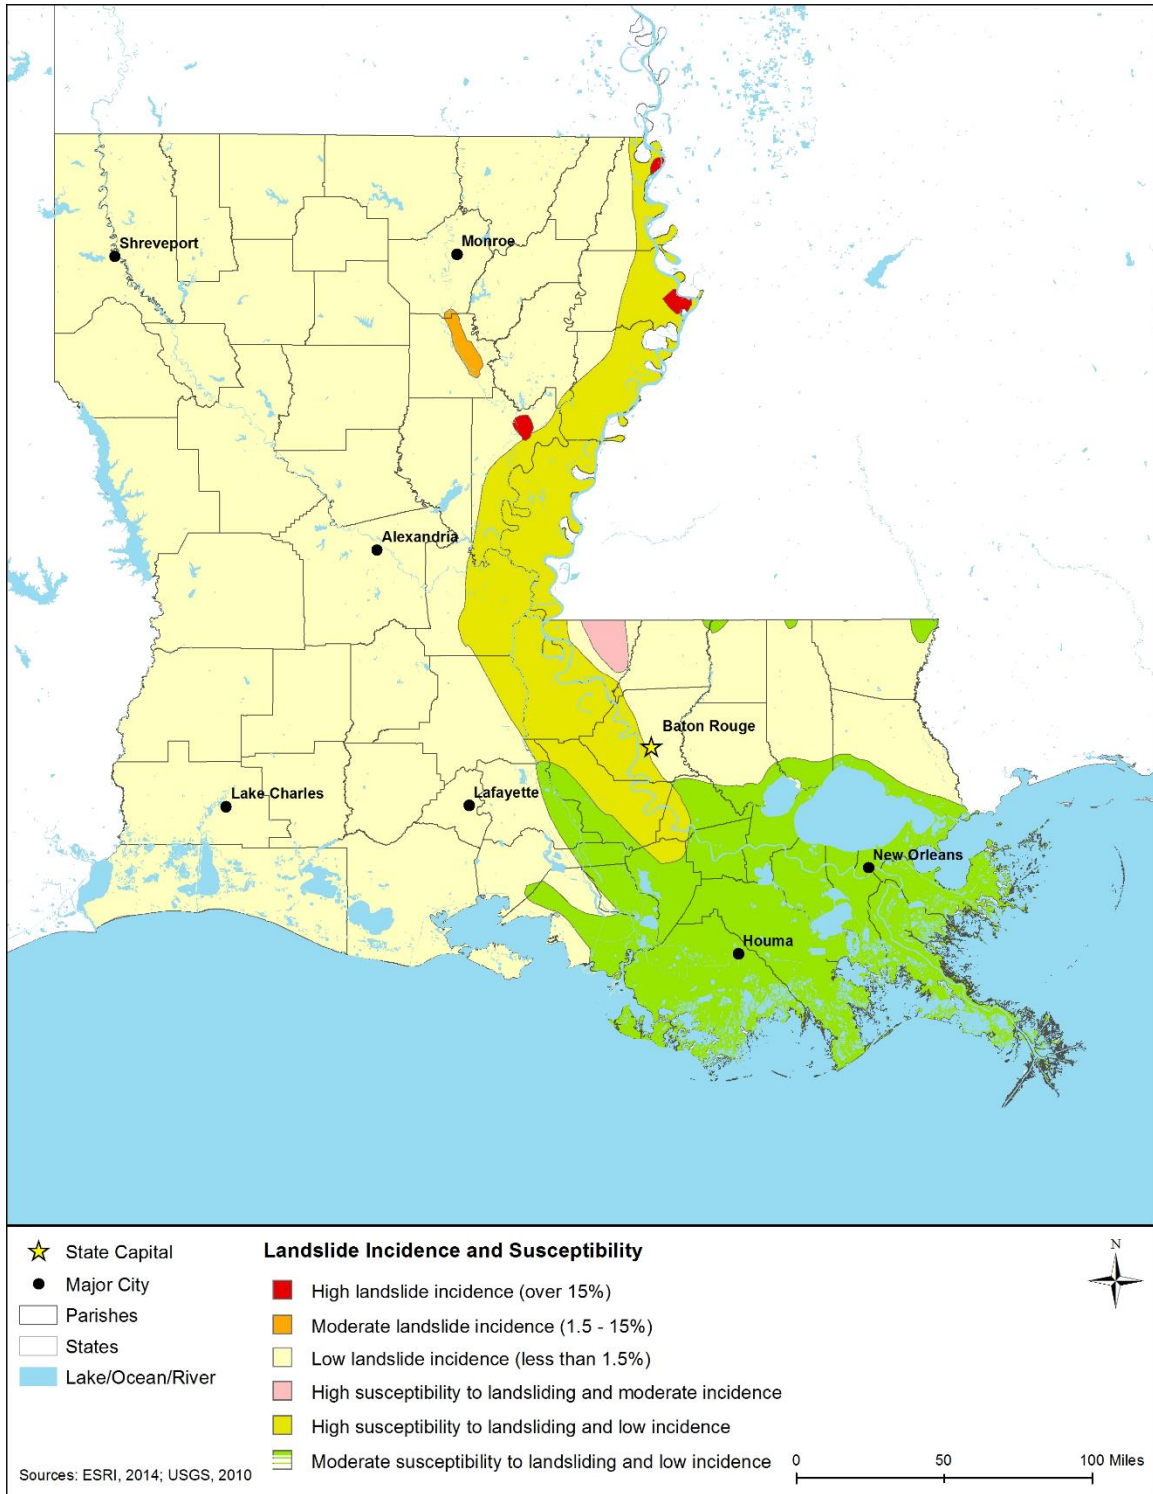 Shreveport
Monroe
Alexandria
Baton Rouge
Lake Charles
Lafayette
New Orleans
Houma
State Capital
Major City
Parishes
States
Lake/Ocean/River
Sources: ESRI, 2014; USGS, 2010
Landslide Incidence and Susceptibility
High landslide incidence (over 15%)
Moderate landslide incidence (1.5 - 15%)
Low landslide incidence (less than 1.5%)
High susceptibility to landsliding and moderate incidence
High susceptibility to landsliding and low incidence
Moderate susceptibility to landsliding and low incidence
N
0 50 100 Miles